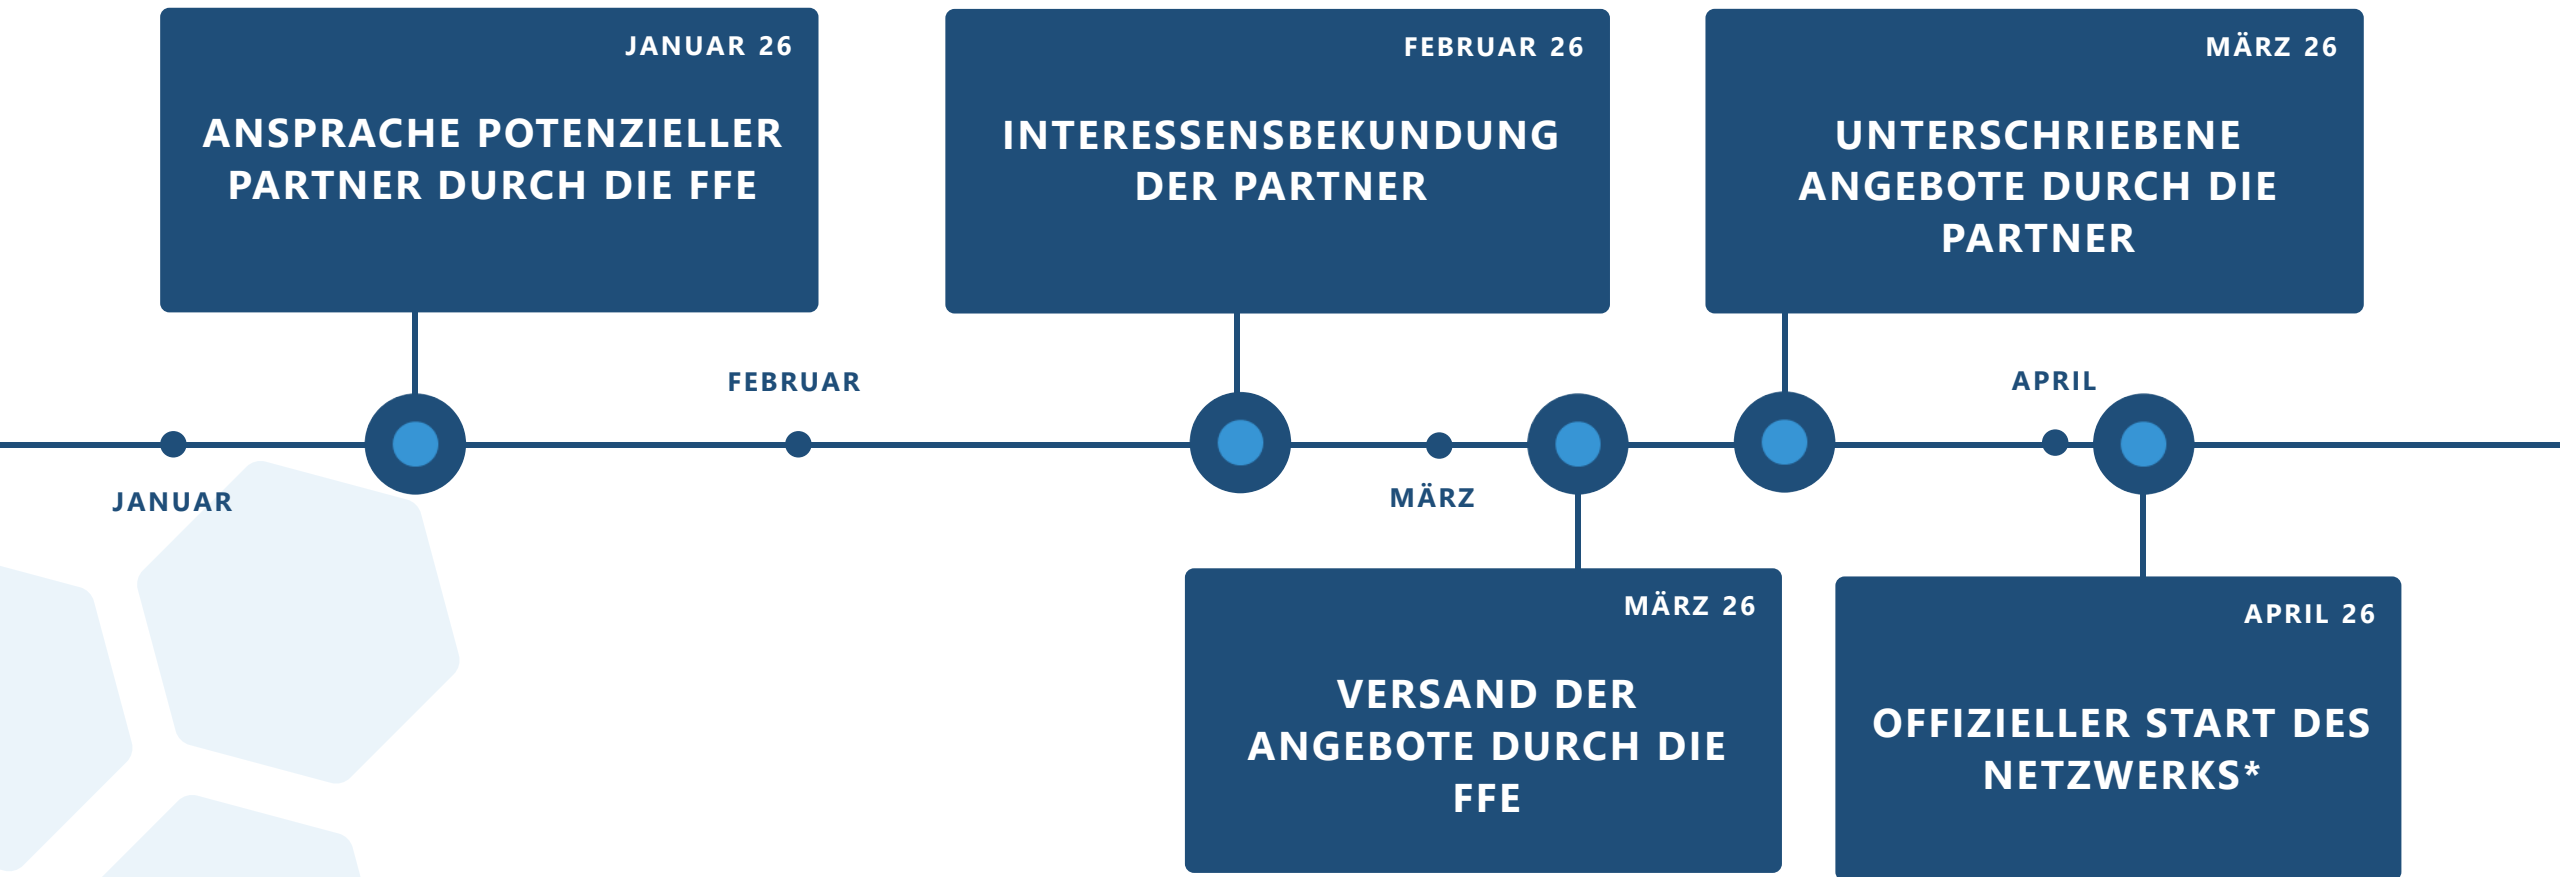 JANUAR 26
ANSPRACHE POTENZIELLER
PARTNER DURCH DIE FFE
FEBRUAR 26
INTERESSENSBEKUNDUNG
DER PARTNER
MÄRZ 26
UNTERSCHRIEBENE
ANGEBOTE DURCH DIE
PARTNER
JANUAR
FEBRUAR
MÄRZ
APRIL
MÄRZ 26
VERSAND DER
ANGEBOTE DURCH DIE
FFE
APRIL 26
OFFIZIELLER START DES
NETZWERKS*